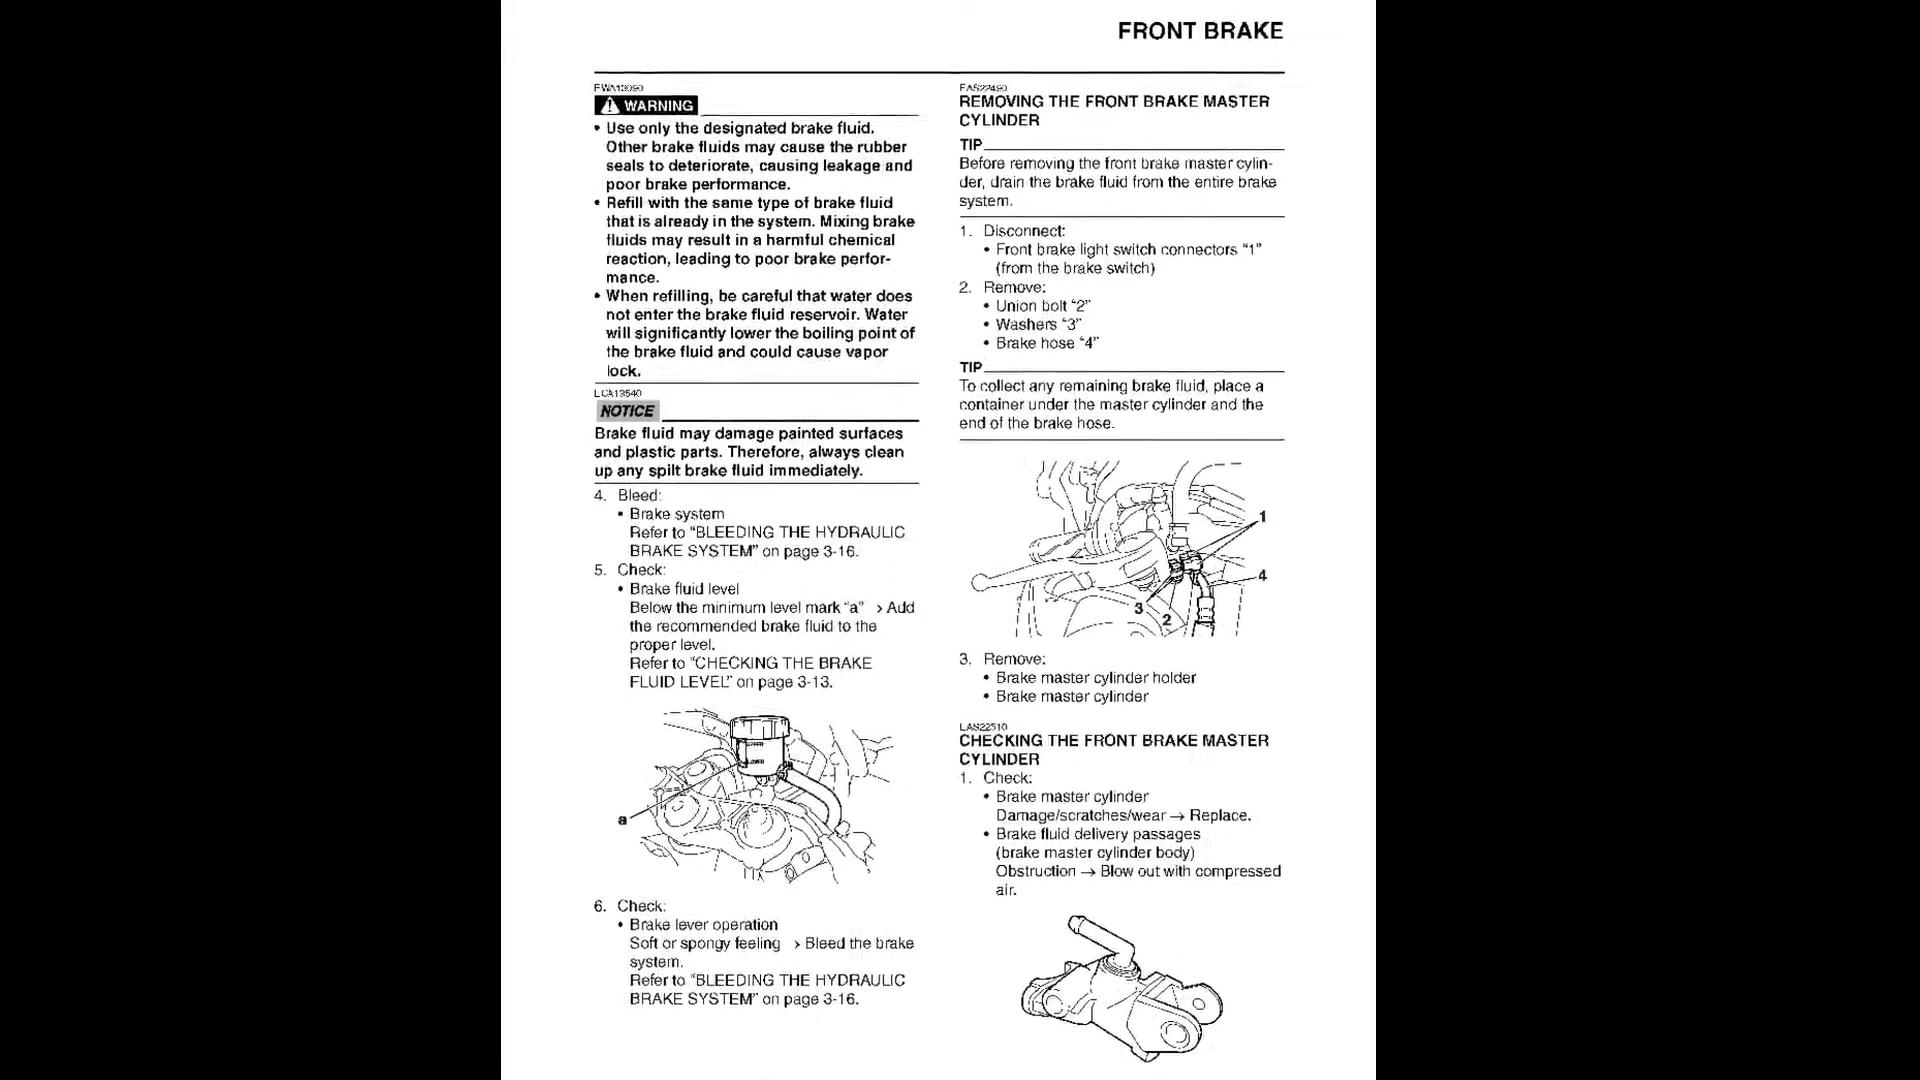 FRONT BRAKE
EWA13090
WARNING
• Use only the designated brake fluid.
Other brake fluids may cause the rubber
seals to deteriorate, causing leakage and
poor brake performance.
• Refill with the same type of brake fluid
that is already in the system. Mixing brake
fluids may result in a harmful chemical
reaction, leading to poor brake perfor-
mance.
• When refilling, be careful that water does
not enter the brake fluid reservoir. Water
will significantly lower the boiling point of
the brake fluid and could cause vapor
lock.
ECA13540
NOTICE
Brake fluid may damage painted surfaces
and plastic parts. Therefore, always clean
up any spilt brake fluid immediately.
4. Bleed:
• Brake system
Refer to “BLEEDING THE HYDRAULIC
BRAKE SYSTEM” on page 3-16.
5. Check:
• Brake fluid level
Below the minimum level mark “a” → Add
the recommended brake fluid to the
proper level.
Refer to “CHECKING THE BRAKE
FLUID LEVEL” on page 3-13.
UPPER
LOWER
a
6. Check:
• Brake lever operation
Soft or spongy feeling → Bleed the brake
system.
Refer to “BLEEDING THE HYDRAULIC
BRAKE SYSTEM” on page 3-16.
EAS22490
REMOVING THE FRONT BRAKE MASTER
CYLINDER
TIP
Before removing the front brake master cylin-
der, drain the brake fluid from the entire brake
system.
1. Disconnect:
• Front brake light switch connectors “1”
(from the brake switch)
2. Remove:
• Union bolt “2”
• Washers “3”
• Brake hose “4”
TIP
To collect any remaining brake fluid, place a
container under the master cylinder and the
end of the brake hose.
1
4
3
2
3. Remove:
• Brake master cylinder holder
• Brake master cylinder
EAS22510
CHECKING THE FRONT BRAKE MASTER
CYLINDER
1. Check:
• Brake master cylinder
Damage/scratches/wear → Replace.
• Brake fluid delivery passages
(brake master cylinder body)
Obstruction → Blow out with compressed
air.